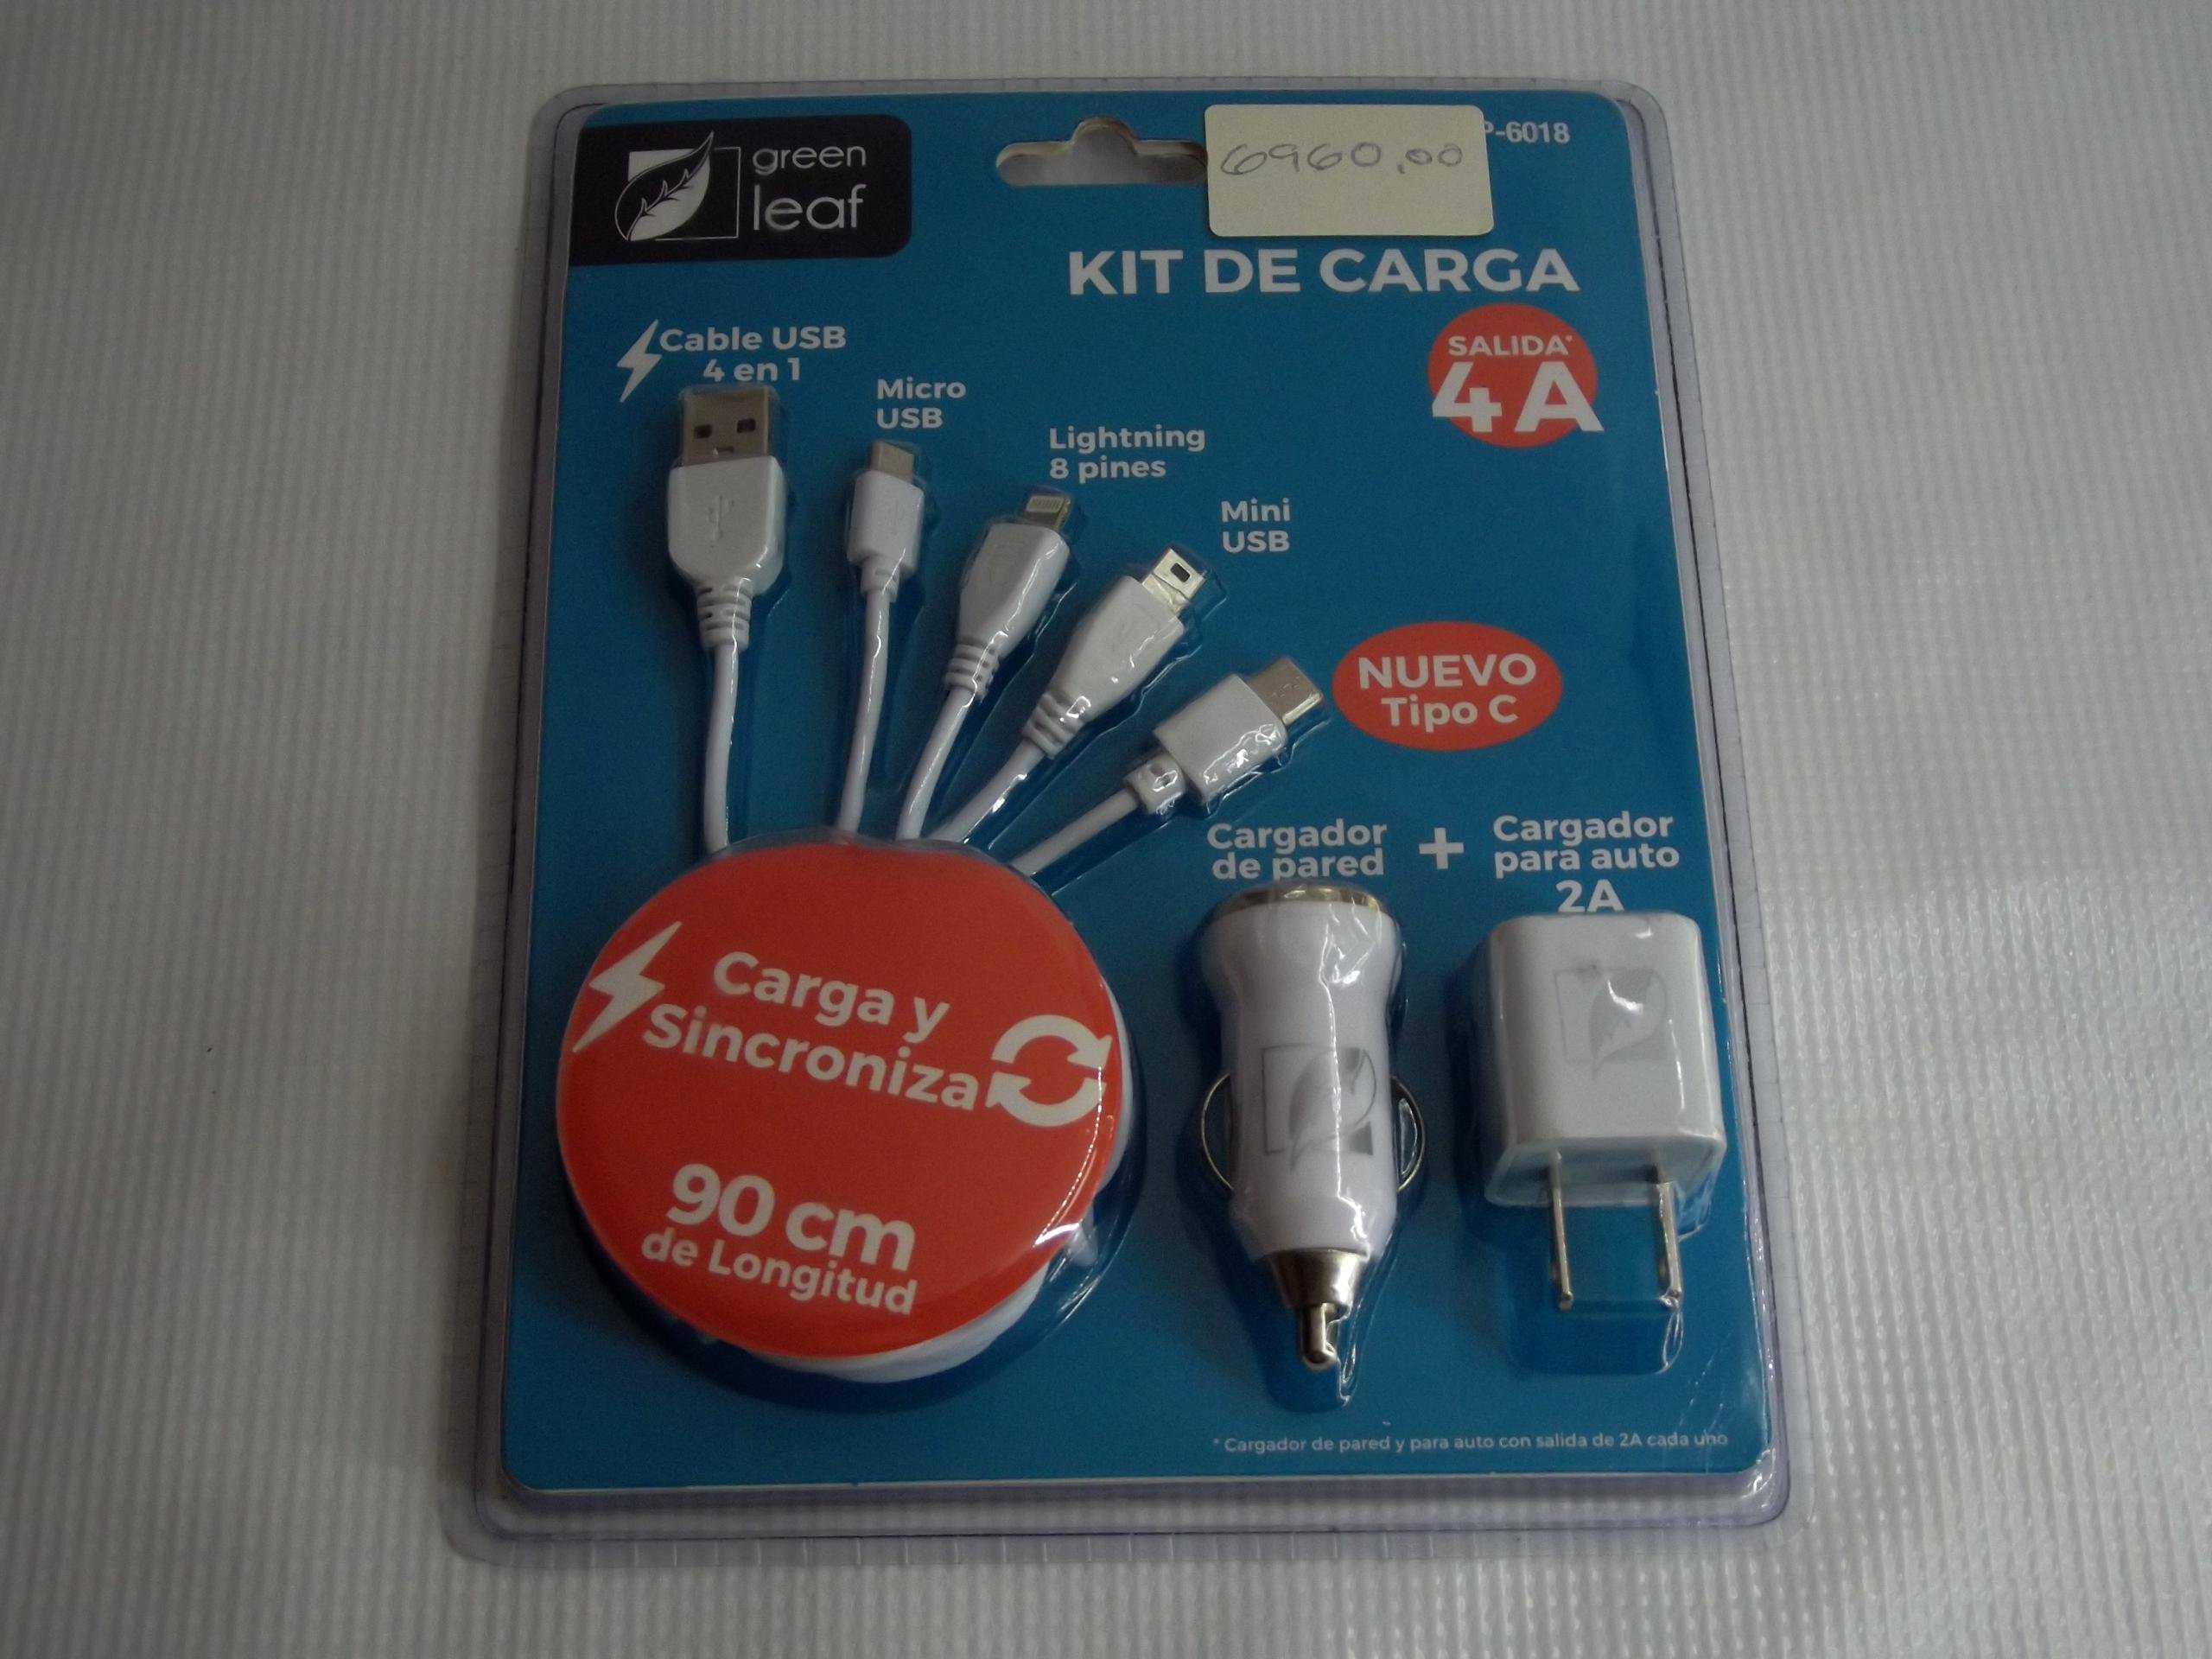 green
leaf
6960,00
P-6018
KIT DE CARGA
SALIDA*
4A
Cable USB
4 en 1
Micro
USB
Lightning
8 pines
Mini
USB
NUEVO
Tipo C
Cargador
de pared
+
Cargador
para auto
2A
Carga y
Sincroniza
90 cm
de Longitud
* Cargador de pared y para auto con salida de 2A cada uno